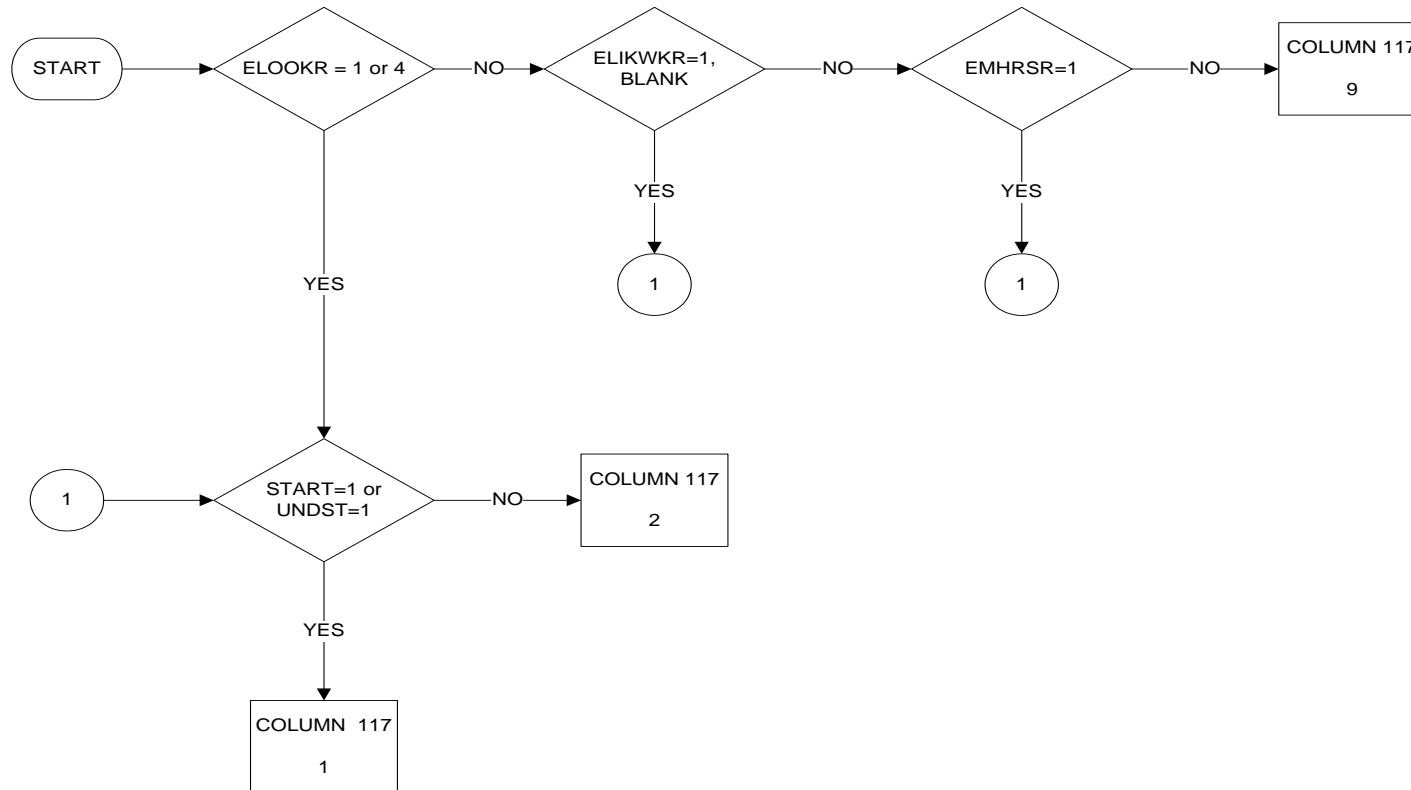 START
ELOOKR = 1 or 4
NO
ELIKWKR=1,
BLANK
NO
EMHRSR=1
NO
COLUMN 117
9
YES
YES
1
1
YES
1
START=1 or
UNDST=1
NO
COLUMN 117
2
YES
COLUMN  117
1